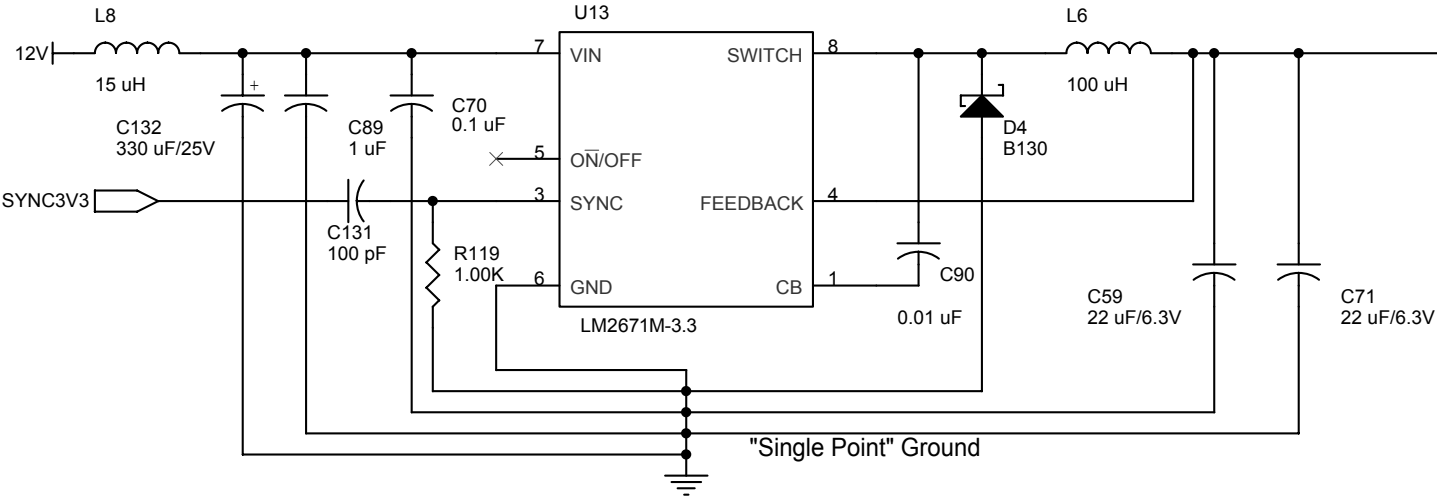 L8
U13
L6
12V
7
VIN
SWITCH
8
15 uH
100 uH
+
C132
330 uF/25V
C89
1 uF
C70
0.1 uF
D4
B130
5
ON̅/OFF
SYNC3V3
3
SYNC
FEEDBACK
4
C131
100 pF
R119
1.00K
6
GND
CB
1
C90
0.01 uF
C59
22 uF/6.3V
C71
22 uF/6.3V
LM2671M-3.3
"Single Point" Ground